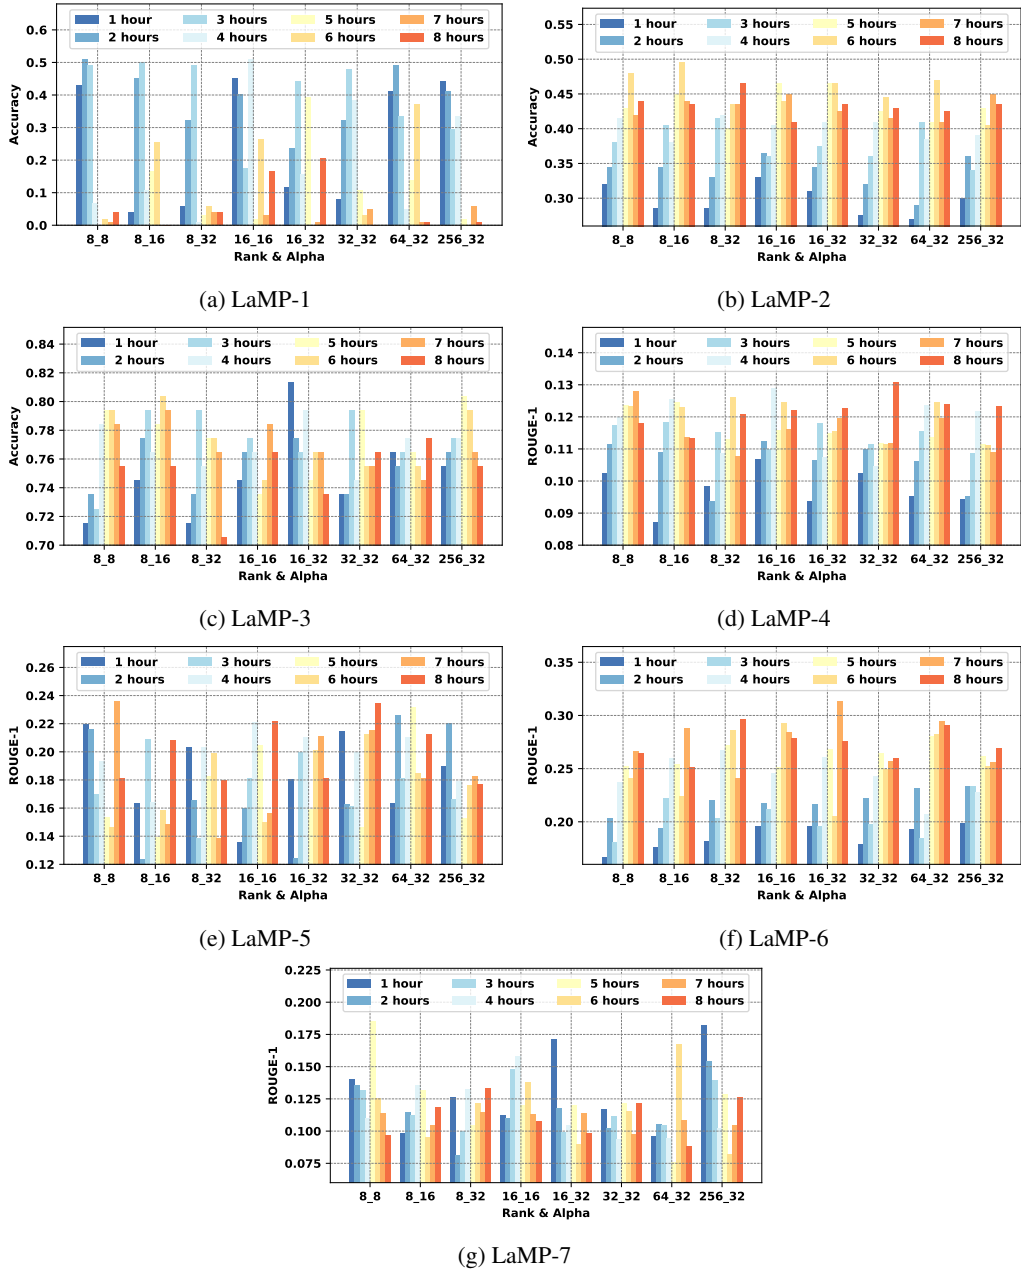 1 hour 3 hours 5 hours 7 hours
2 hours 4 hours 6 hours 8 hours
0.6
0.5
0.4
0.3
0.2
0.1
0.0
Accuracy
8_8 8_16 8_32 16_16 16_32 32_32 64_32 256_32
Rank & Alpha
(a) LaMP-1
1 hour 3 hours 5 hours 7 hours
2 hours 4 hours 6 hours 8 hours
0.55
0.50
0.45
0.40
0.35
0.30
Accuracy
8_8 8_16 8_32 16_16 16_32 32_32 64_32 256_32
Rank & Alpha
(b) LaMP-2
1 hour 3 hours 5 hours 7 hours
2 hours 4 hours 6 hours 8 hours
0.84
0.82
0.80
0.78
0.76
0.74
0.72
0.70
Accuracy
8_8 8_16 8_32 16_16 16_32 32_32 64_32 256_32
Rank & Alpha
(c) LaMP-3
1 hour 3 hours 5 hours 7 hours
2 hours 4 hours 6 hours 8 hours
0.14
0.13
0.12
0.11
0.10
0.09
0.08
ROUGE-1
8_8 8_16 8_32 16_16 16_32 32_32 64_32 256_32
Rank & Alpha
(d) LaMP-4
1 hour 3 hours 5 hours 7 hours
2 hours 4 hours 6 hours 8 hours
0.26
0.24
0.22
0.20
0.18
0.16
0.14
0.12
ROUGE-1
8_8 8_16 8_32 16_16 16_32 32_32 64_32 256_32
Rank & Alpha
(e) LaMP-5
1 hour 3 hours 5 hours 7 hours
2 hours 4 hours 6 hours 8 hours
0.35
0.30
0.25
0.20
ROUGE-1
8_8 8_16 8_32 16_16 16_32 32_32 64_32 256_32
Rank & Alpha
(f) LaMP-6
1 hour 3 hours 5 hours 7 hours
2 hours 4 hours 6 hours 8 hours
0.225
0.200
0.175
0.150
0.125
0.100
0.075
ROUGE-1
8_8 8_16 8_32 16_16 16_32 32_32 64_32 256_32
Rank & Alpha
(g) LaMP-7